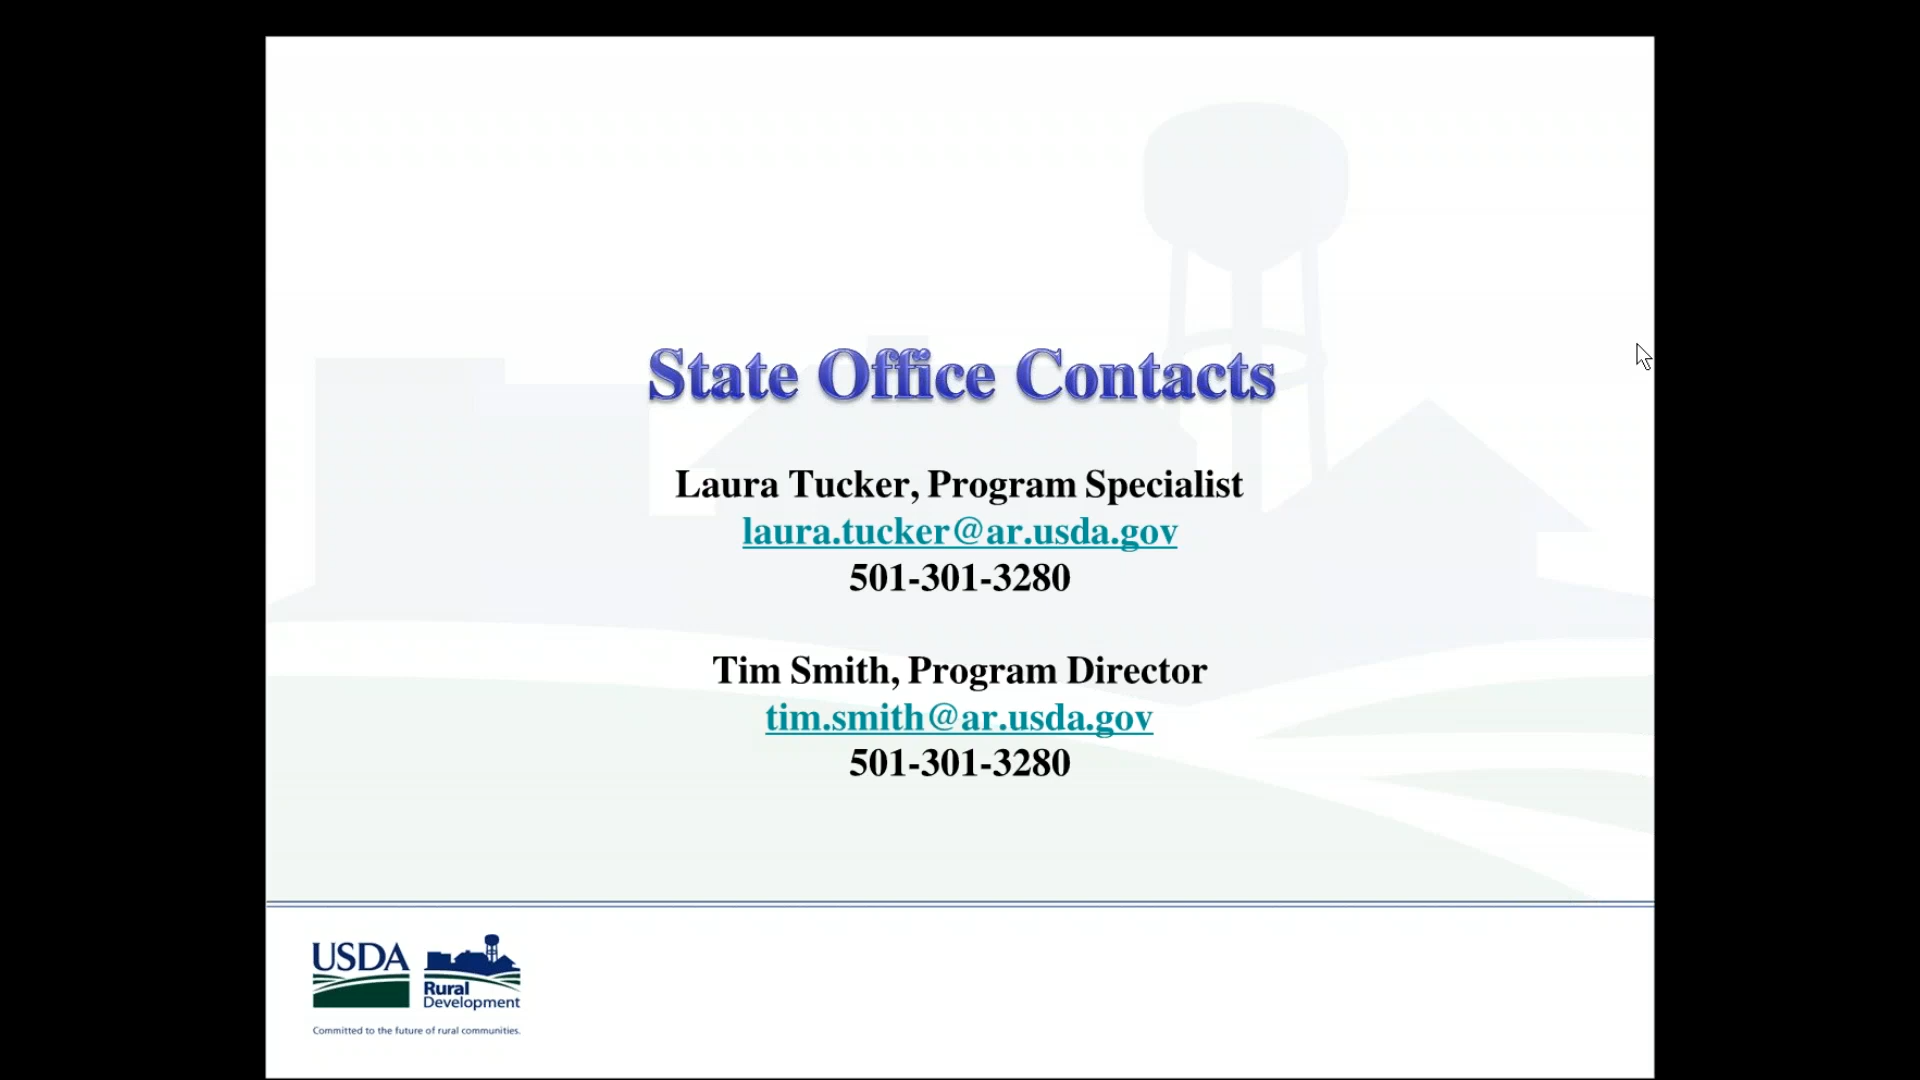 State Office Contacts
Laura Tucker, Program Specialist
laura.tucker@ar.usda.gov
501-301-3280
Tim Smith, Program Director
tim.smith@ar.usda.gov
501-301-3280
USDA
Rural
Development
Committed to the future of rural communities.